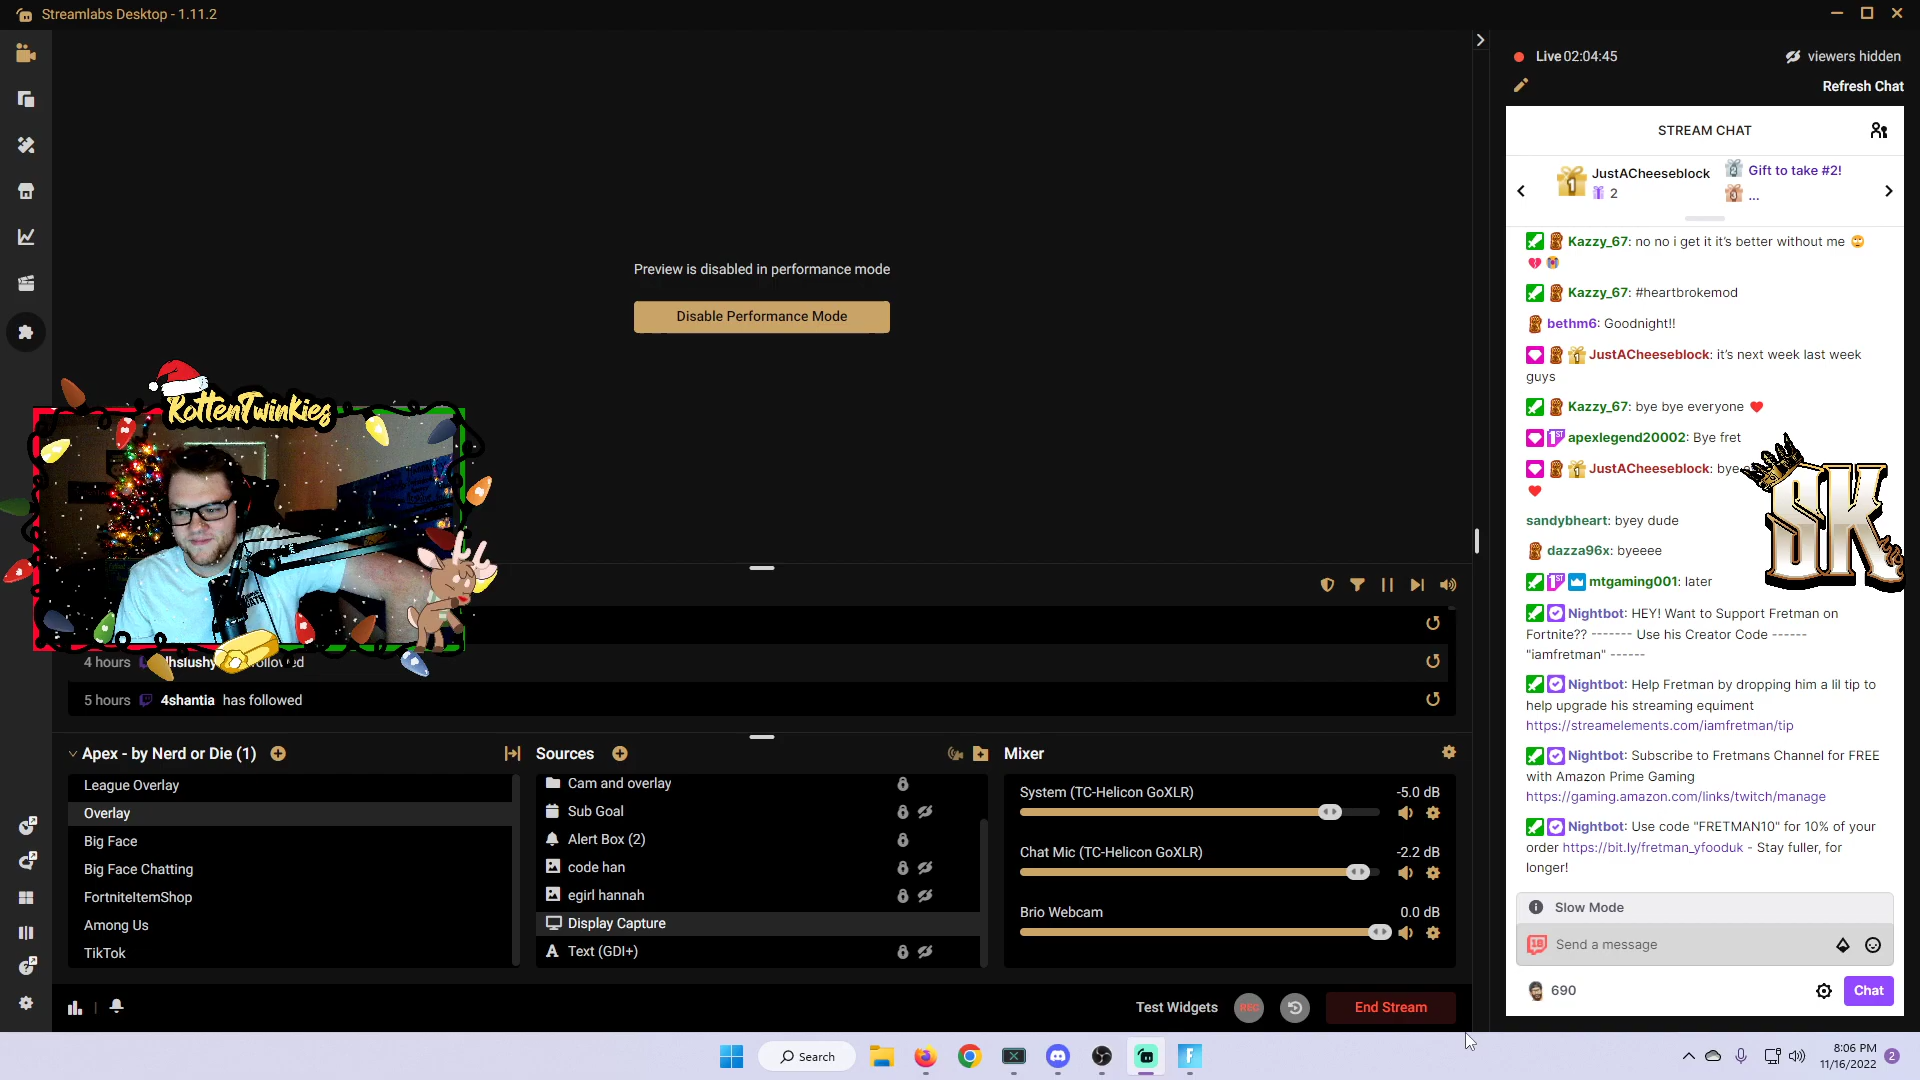 Streamlabs Desktop - 1.11.2
Live 02:04:45
viewers hidden
Refresh Chat
STREAM CHAT
1 JustACheeseblock
2
2 Gift to take #2!
3 ...
Kazzy_67: no no i get it it's better without me
Kazzy_67: #heartbrokemod
bethm6: Goodnight!!
JustACheeseblock: it's next week last week
guys
Kazzy_67: bye bye everyone
apexlegend20002: Bye fret
JustACheeseblock: bye
sandybheart: byey dude
dazza96x: byeeee
mtgaming001: later
Nightbot: HEY! Want to Support Fretman on
Fortnite?? ------- Use his Creator Code ------
"iamfretman" ------
Nightbot: Help Fretman by dropping him a lil tip to
help upgrade his streaming equiment
https://streamelements.com/iamfretman/tip
Nightbot: Subscribe to Fretmans Channel for FREE
with Amazon Prime Gaming
https://gaming.amazon.com/links/twitch/manage
Nightbot: Use code "FRETMAN10" for 10% of your
order https://bit.ly/fretman_yfooduk - Stay fuller, for
longer!
Slow Mode
18 Send a message
690
Chat
SK
Preview is disabled in performance mode
Disable Performance Mode
RottenTwinkies
4 hours
5 hours 4shantia has followed
Apex - by Nerd or Die (1)
League Overlay
Overlay
Big Face
Big Face Chatting
FortniteItemShop
Among Us
TikTok
Sources
Cam and overlay
Sub Goal
Alert Box (2)
code han
egirl hannah
Display Capture
Text (GDI+)
Mixer
System (TC-Helicon GoXLR) -5.0 dB
Chat Mic (TC-Helicon GoXLR) -2.2 dB
Brio Webcam 0.0 dB
Test Widgets
REC
End Stream
Search
8:06 PM
11/16/2022
2